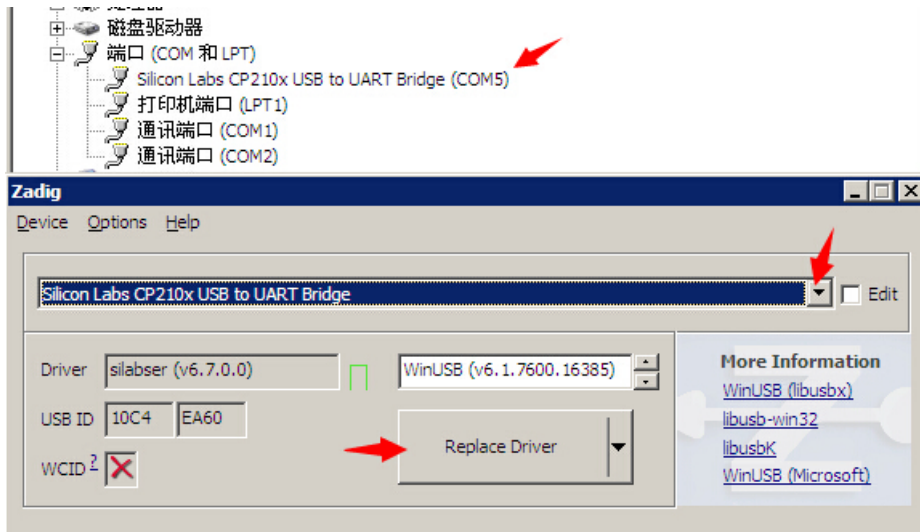 磁盘驱动器
端口 (COM 和 LPT)
Silicon Labs CP210x USB to UART Bridge (COM5)
打印机端口 (LPT1)
通讯端口 (COM1)
通讯端口 (COM2)
Zadig
Device Options Help
Silicon Labs CP210x USB to UART Bridge
Edit
Driver silabser (v6.7.0.0)
WinUSB (v6.1.7600.16385)
USB ID 10C4 EA60
WCID ?
Replace Driver
More Information
WinUSB (libusbx)
libusb-win32
libusbK
WinUSB (Microsoft)